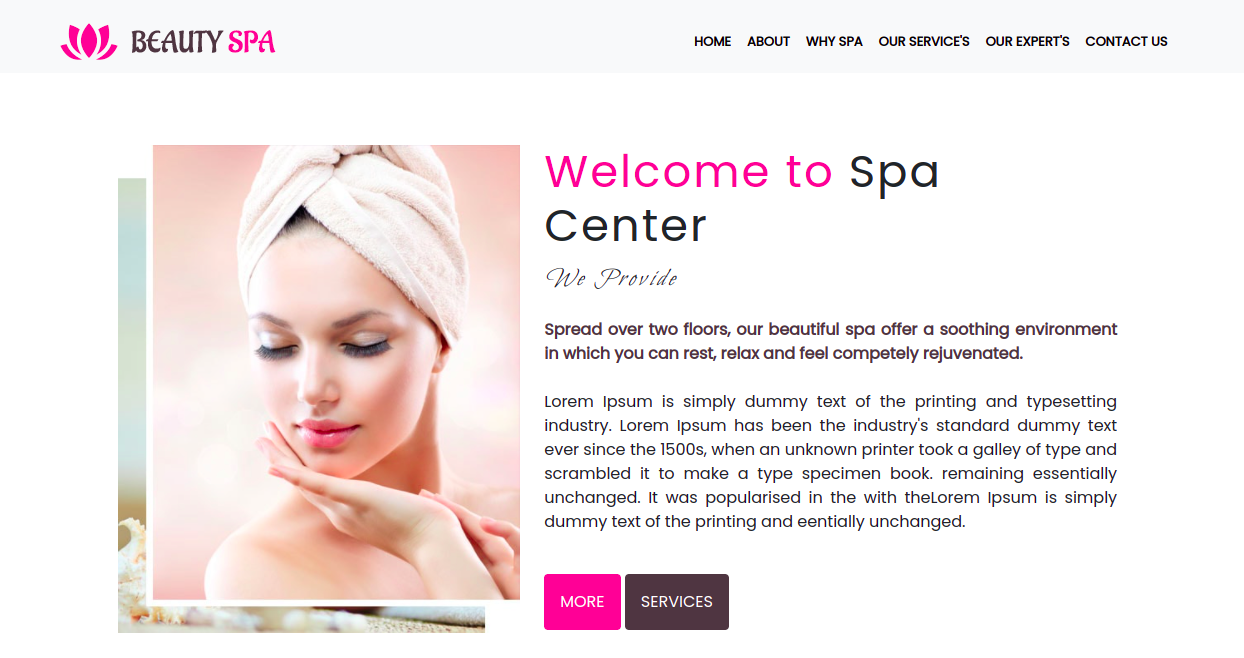 BEAUTY SPA
HOME ABOUT WHY SPA OUR SERVICE'S OUR EXPERT'S CONTACT US
Welcome to Spa
Center
We Provide
Spread over two floors, our beautiful spa offer a soothing environment
in which you can rest, relax and feel competely rejuvenated.
Lorem Ipsum is simply dummy text of the printing and typesetting
industry. Lorem Ipsum has been the industry's standard dummy text
ever since the 1500s, when an unknown printer took a galley of type and
scrambled it to make a type specimen book. remaining essentially
unchanged. It was popularised in the with theLorem Ipsum is simply
dummy text of the printing and eentially unchanged.
MORE SERVICES